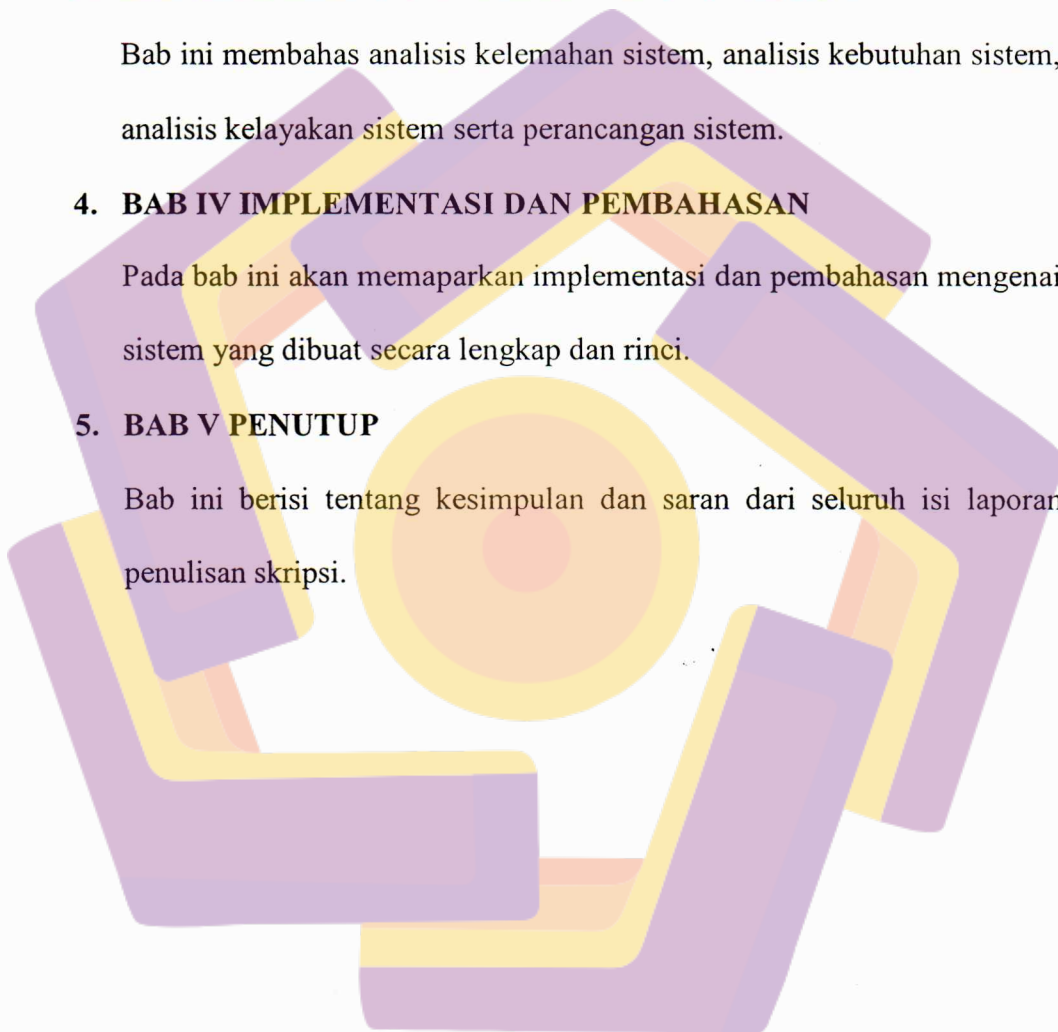 Bab ini membahas analisis kelemahan sistem, analisis kebutuhan sistem,
analisis kelayakan sistem serta perancangan sistem.
4. BAB IV IMPLEMENTASI DAN PEMBAHASAN
Pada bab ini akan memaparkan implementasi dan pembahasan mengenai
sistem yang dibuat secara lengkap dan rinci.
5. BAB V PENUTUP
Bab ini berisi tentang kesimpulan dan saran dari seluruh isi laporan
penulisan skripsi.